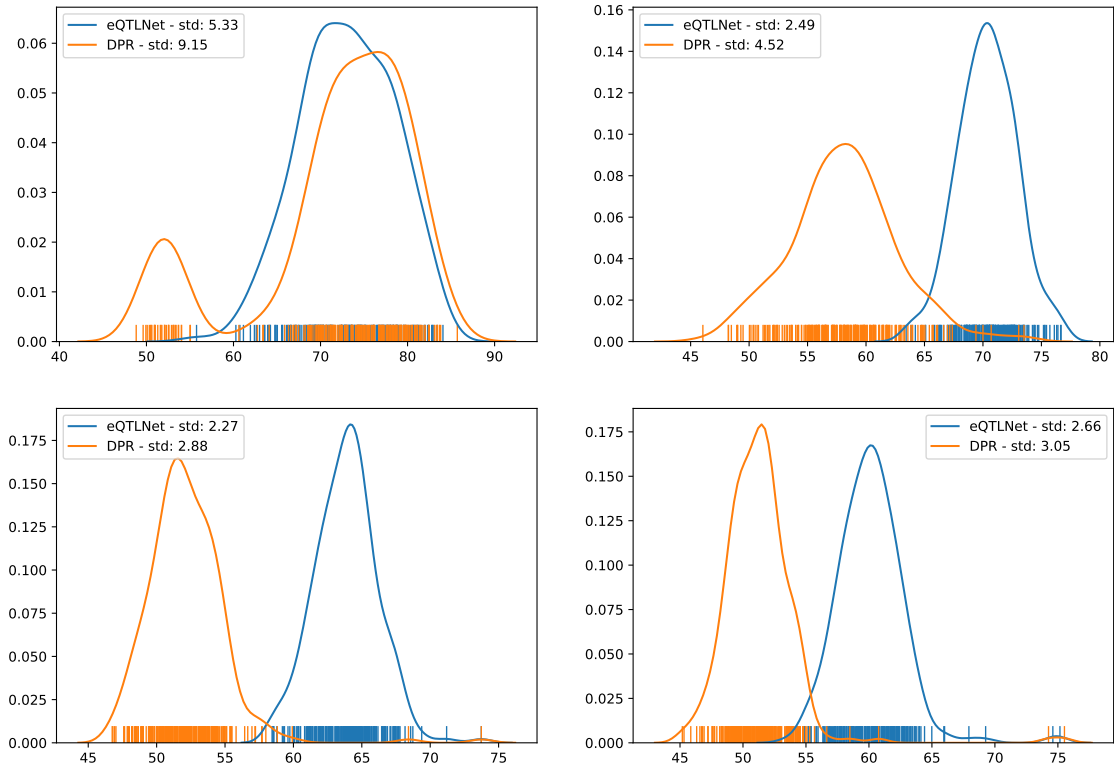 eQTLNet - std: 5.33
DPR - std: 9.15
0.06
0.05
0.04
0.03
0.02
0.01
0.00
40 50 60 70 80 90
eQTLNet - std: 2.49
DPR - std: 4.52
0.16
0.14
0.12
0.10
0.08
0.06
0.04
0.02
0.00
45 50 55 60 65 70 75 80
eQTLNet - std: 2.27
DPR - std: 2.88
0.175
0.150
0.125
0.100
0.075
0.050
0.025
0.000
45 50 55 60 65 70 75
eQTLNet - std: 2.66
DPR - std: 3.05
0.175
0.150
0.125
0.100
0.075
0.050
0.025
0.000
45 50 55 60 65 70 75